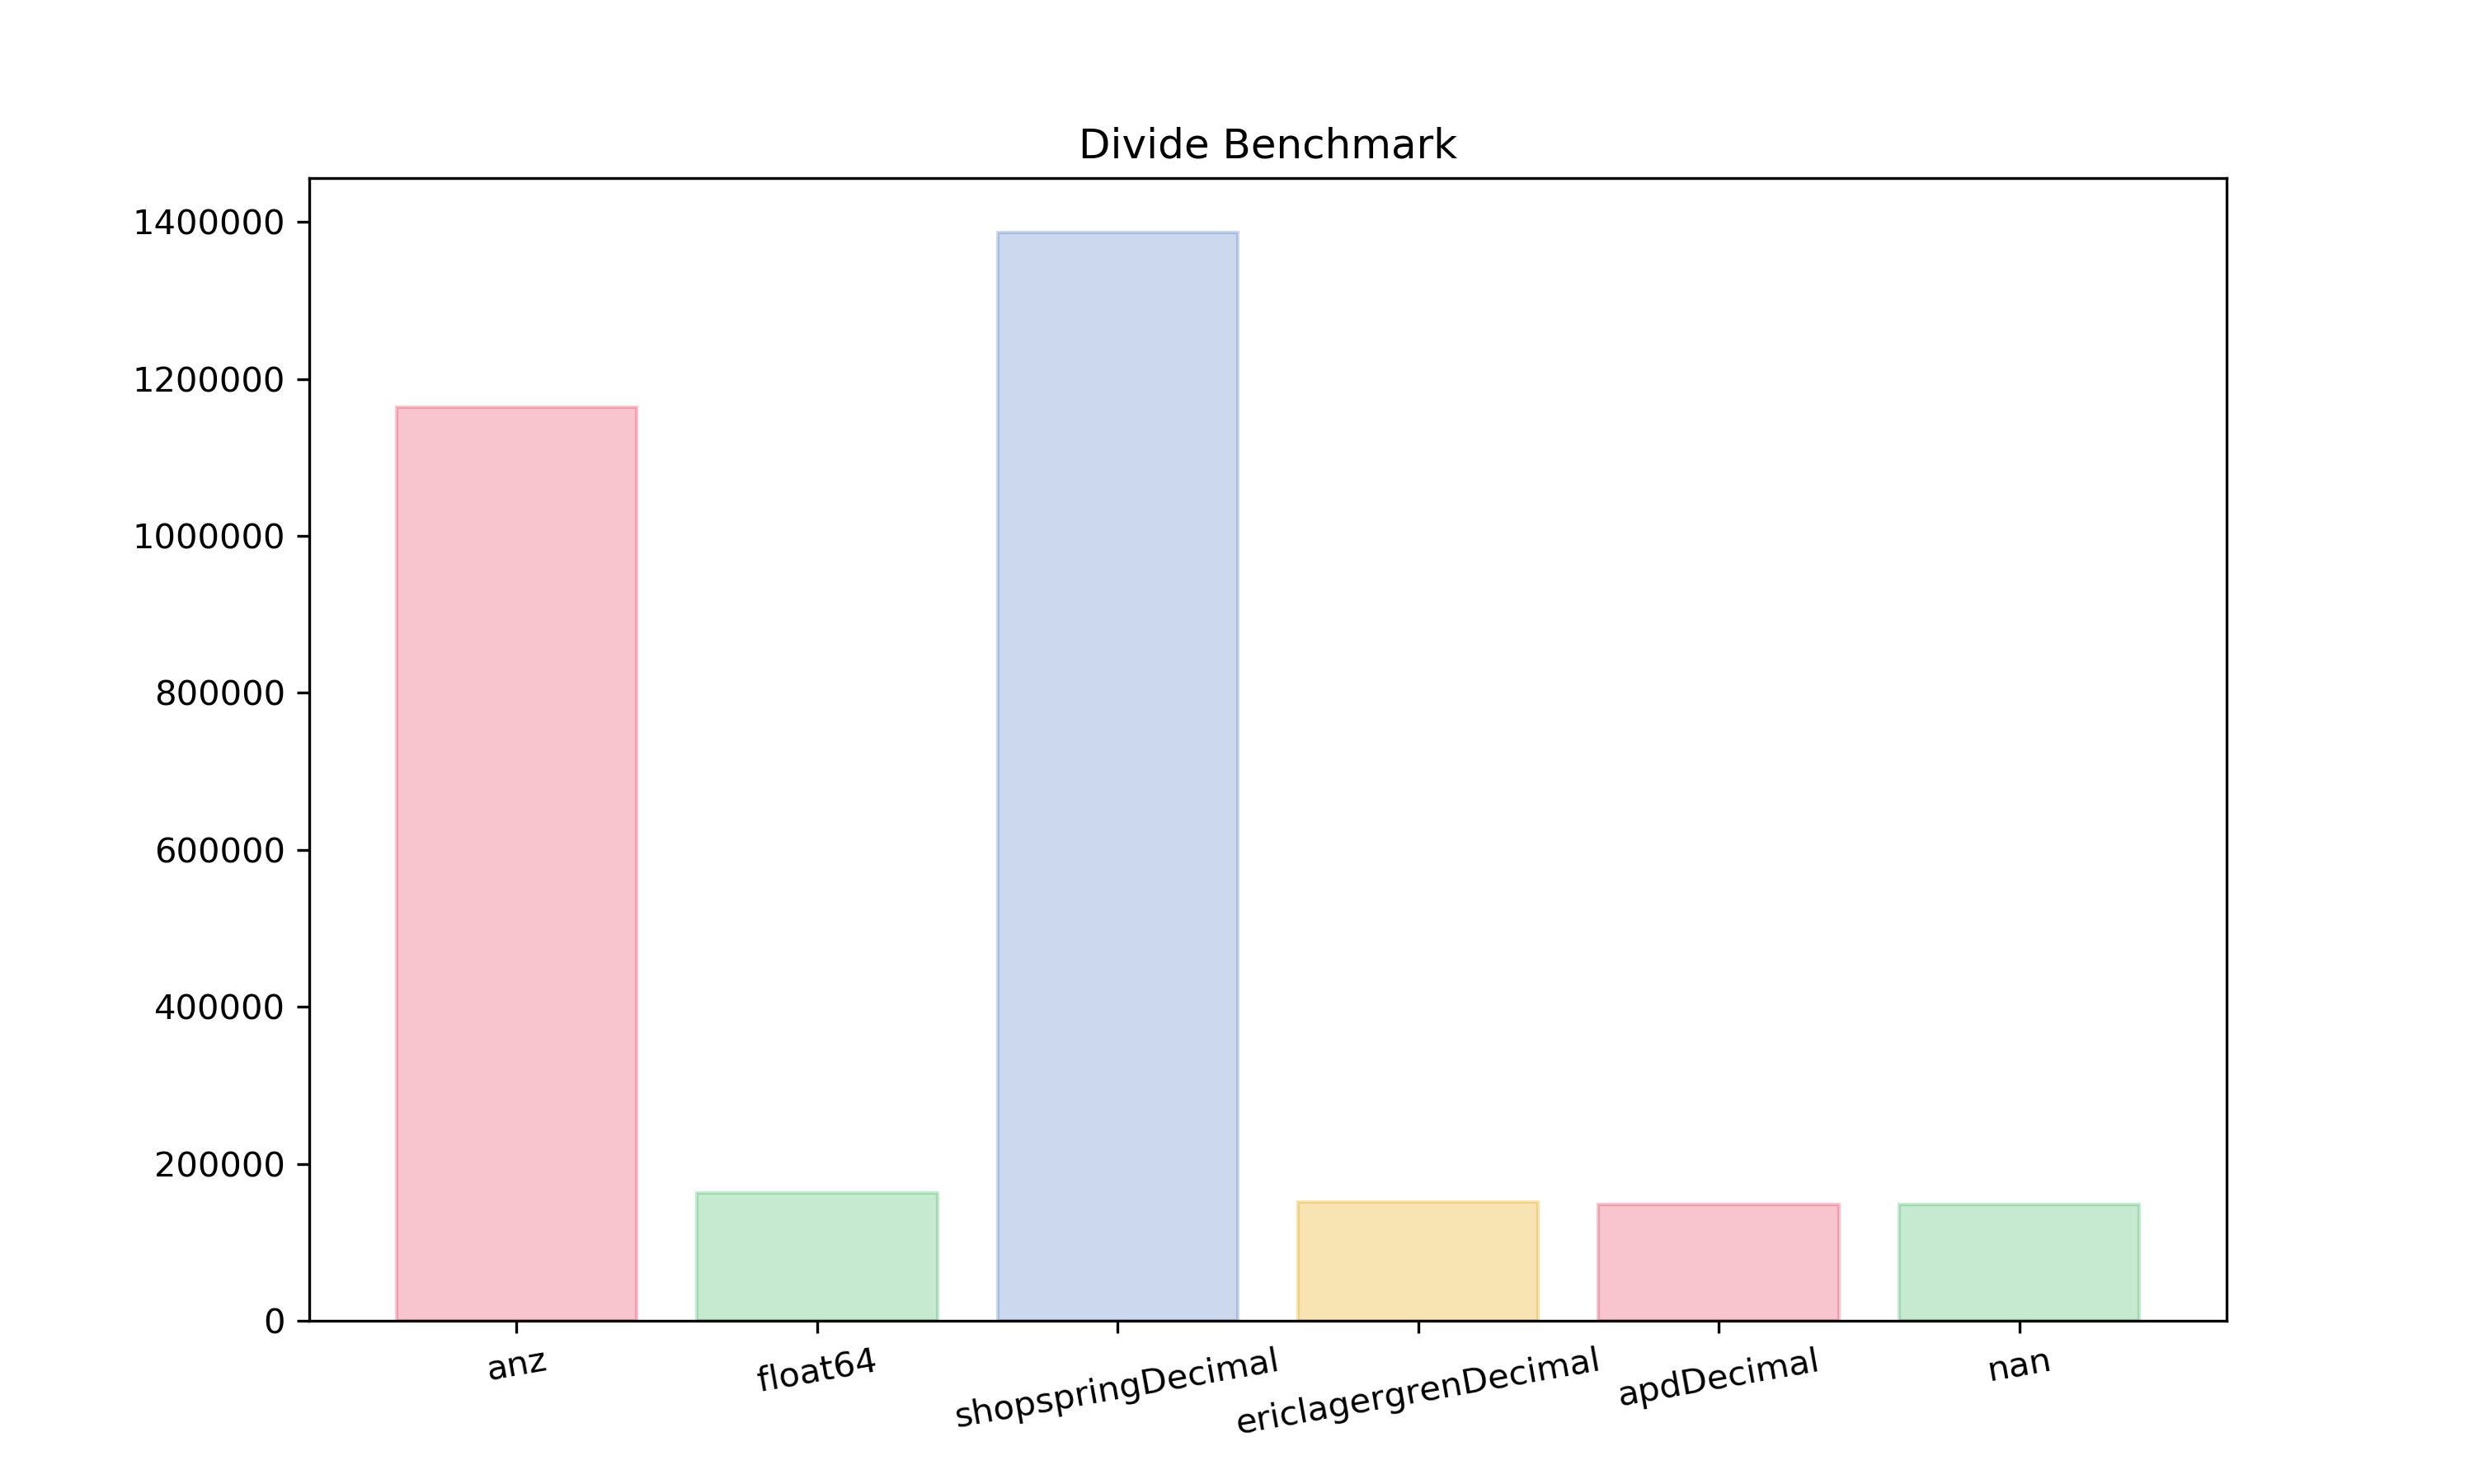 Divide Benchmark
1400000
1200000
1000000
800000
600000
400000
200000
0
anz
float64
shopspringDecimal
ericlagergrenDecimal
apdDecimal
nan